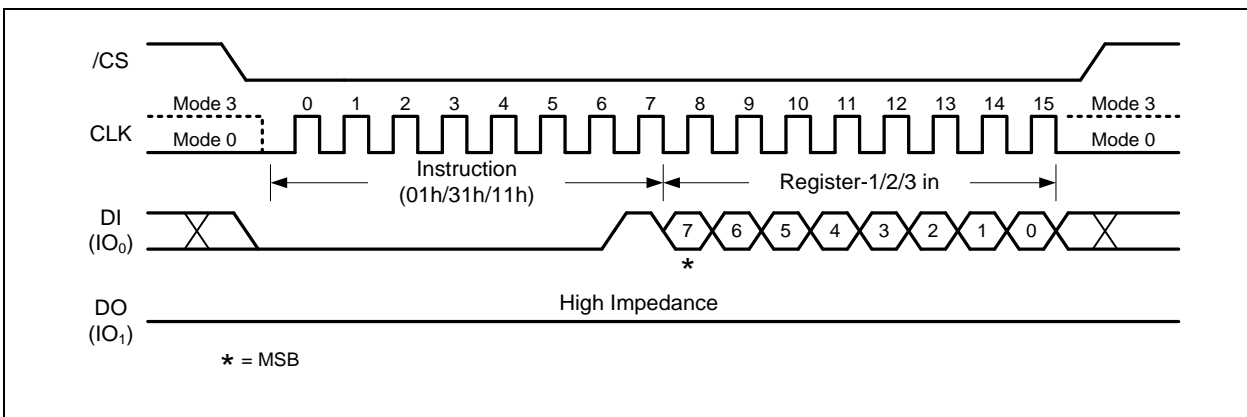 /CS
Mode 3 0 1 2 3 4 5 6 7 8 9 10 11 12 13 14 15 Mode 3
CLK
Mode 0 Mode 0
Instruction
(01h/31h/11h)
Register-1/2/3 in
DI
(IO₀)
7 6 5 4 3 2 1 0
*
High Impedance
DO
(IO₁)
* = MSB